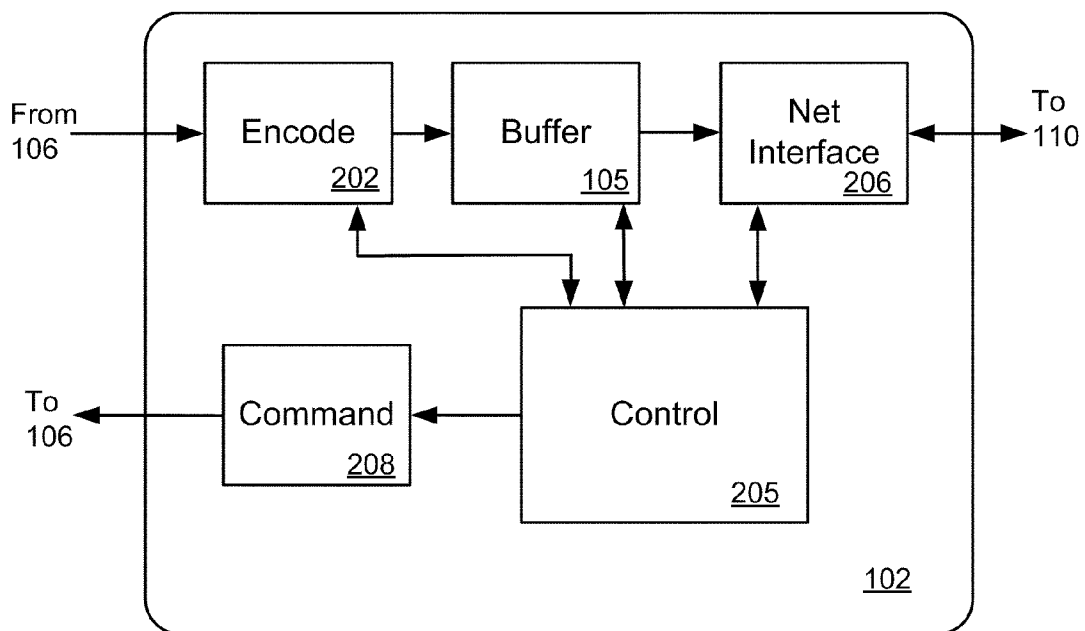 From
106
Encode
202
Buffer
105
Net
Interface
206
To
110
To
106
Command
208
Control
205
102